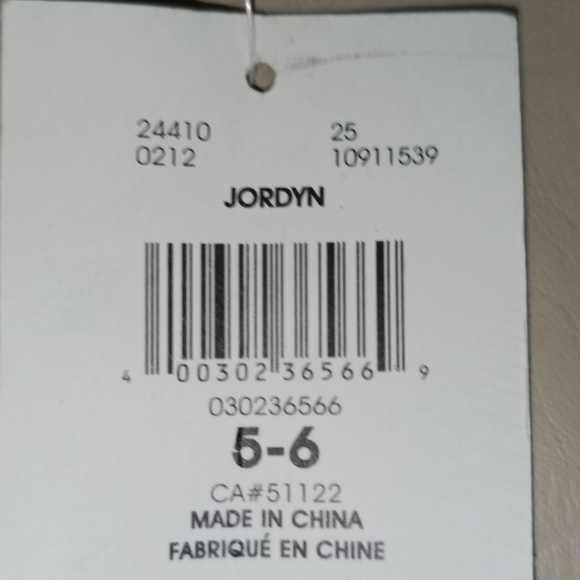 24410 25
0212 10911539
JORDYN
4 00302 36566 9
030236566
5-6
CA#51122
MADE IN CHINA
FABRIQUÉ EN CHINE